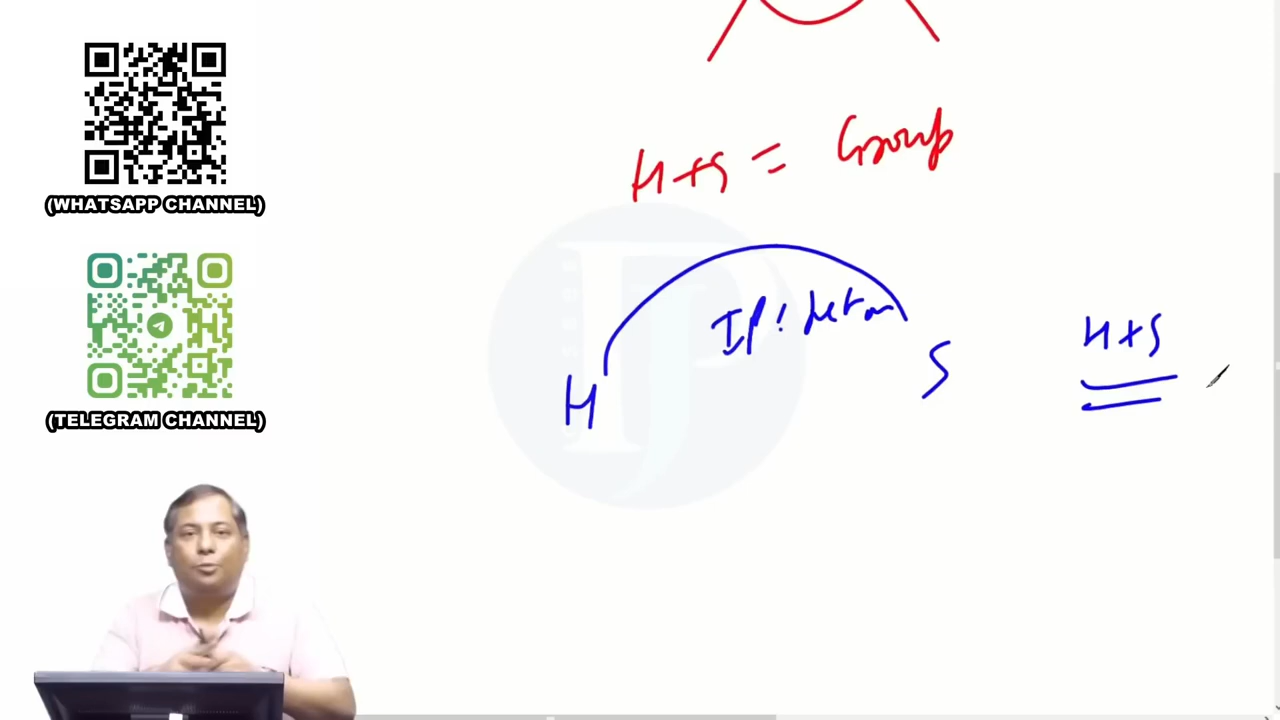 H+S = Group
(WHATSAPP CHANNEL)
H
S
H+S
(TELEGRAM CHANNEL)